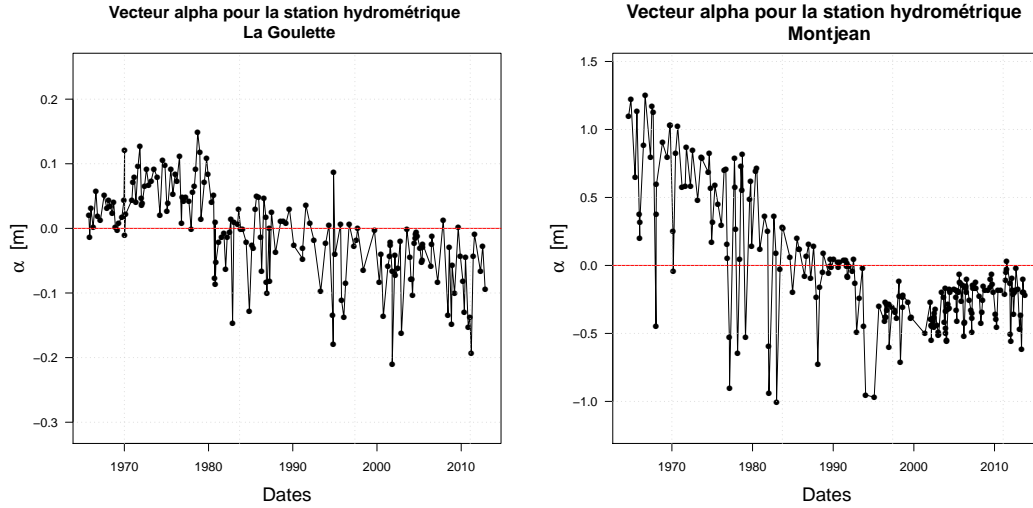 Vecteur alpha pour la station hydrométrique
La Goulette
0.2
0.1
0.0
−0.1
−0.2
−0.3
α [m]
1970
1980
1990
2000
2010
Dates
Vecteur alpha pour la station hydrométrique
Montjean
1.5
1.0
0.5
0.0
−0.5
−1.0
α [m]
1970
1980
1990
2000
2010
Dates